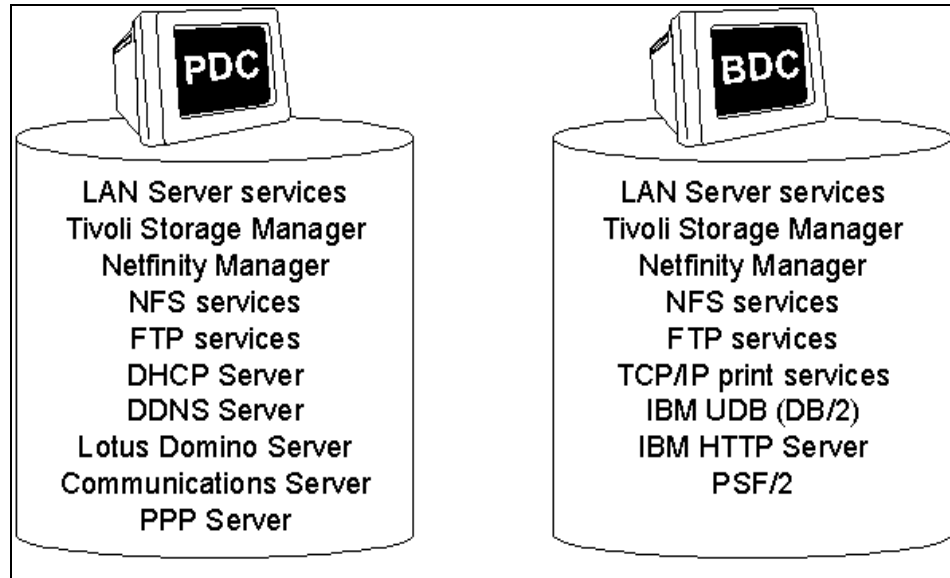 PDC
LAN Server services
Tivoli Storage Manager
Netfinity Manager
NFS services
FTP services
DHCP Server
DDNS Server
Lotus Domino Server
Communications Server
PPP Server
BDC
LAN Server services
Tivoli Storage Manager
Netfinity Manager
NFS services
FTP services
TCP/IP print services
IBM UDB (DB/2)
IBM HTTP Server
PSF/2